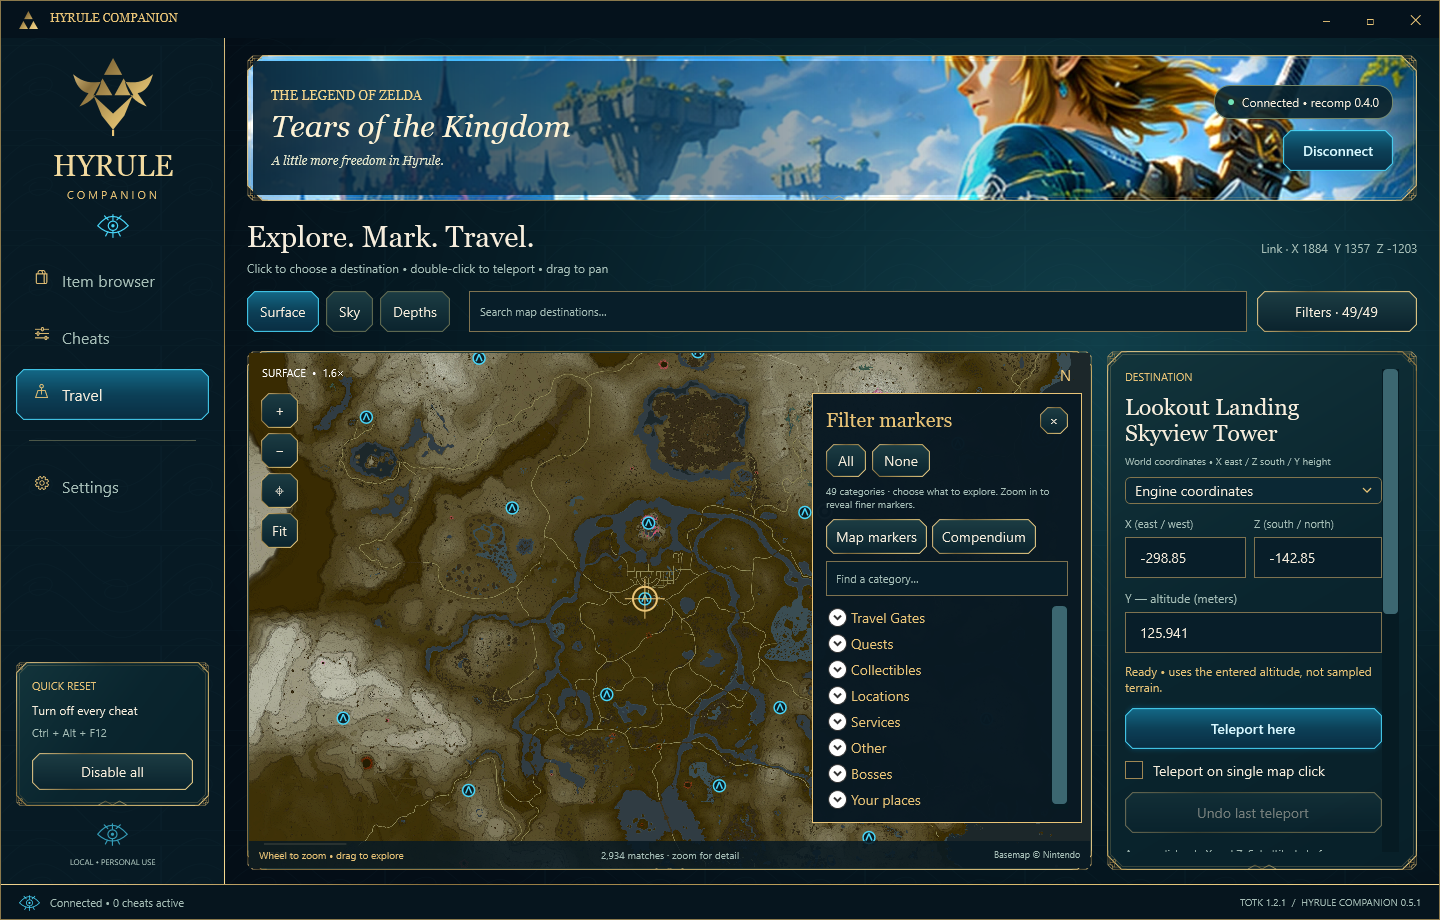 HYRULE COMPANION
HYRULE
COMPANION
Item browser
Cheats
Travel
Settings
QUICK RESET
Turn off every cheat
Ctrl + Alt + F12
Disable all
LOCAL • PERSONAL USE
THE LEGEND OF ZELDA
Tears of the Kingdom
A little more freedom in Hyrule.
Connected • recomp 0.4.0
Disconnect
Explore. Mark. Travel.
Click to choose a destination • double-click to teleport • drag to pan
Link · X 1884 Y 1357 Z -1203
Surface
Sky
Depths
Search map destinations...
Filters · 49/49
SURFACE • 1.6×
N
+
−
Fit
Filter markers
×
All
None
49 categories · choose what to explore. Zoom in to
reveal finer markers.
Map markers
Compendium
Find a category...
Travel Gates
Quests
Collectibles
Locations
Services
Other
Bosses
Your places
Wheel to zoom • drag to explore
2,934 matches · zoom for detail
Basemap © Nintendo
DESTINATION
Lookout Landing
Skyview Tower
World coordinates • X east / Z south / Y height
Engine coordinates
X (east / west)
Z (south / north)
-298.85
-142.85
Y — altitude (meters)
125.941
Ready • uses the entered altitude, not sampled
terrain.
Teleport here
Teleport on single map click
Undo last teleport
Connected • 0 cheats active
TOTK 1.2.1 / HYRULE COMPANION 0.5.1